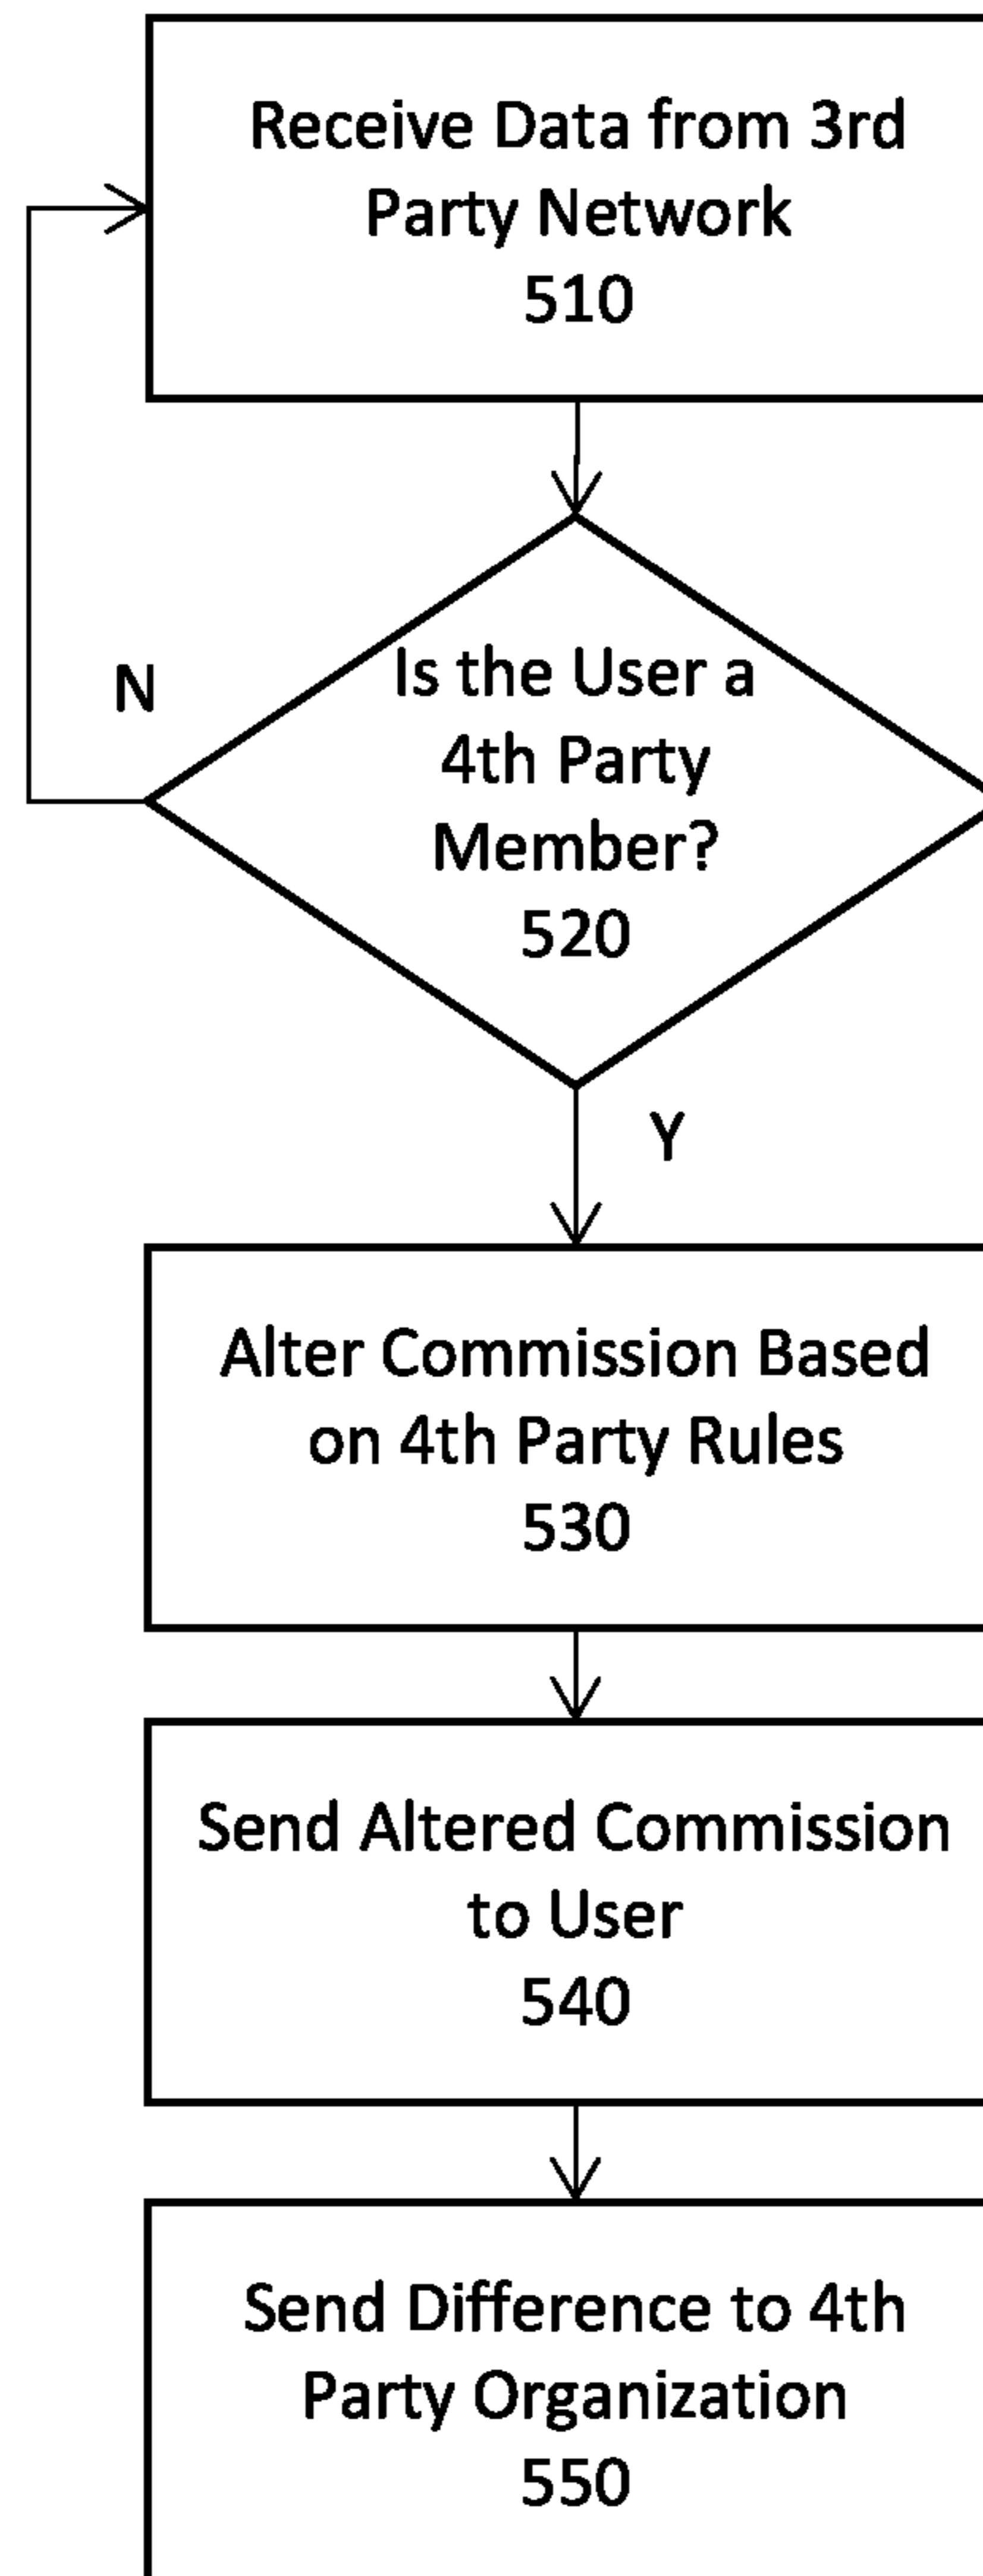 Receive Data from 3rd
Party Network
510
Is the User a
4th Party
Member?
520
N
Y
Alter Commission Based
on 4th Party Rules
530
Send Altered Commission
to User
540
Send Difference to 4th
Party Organization
550